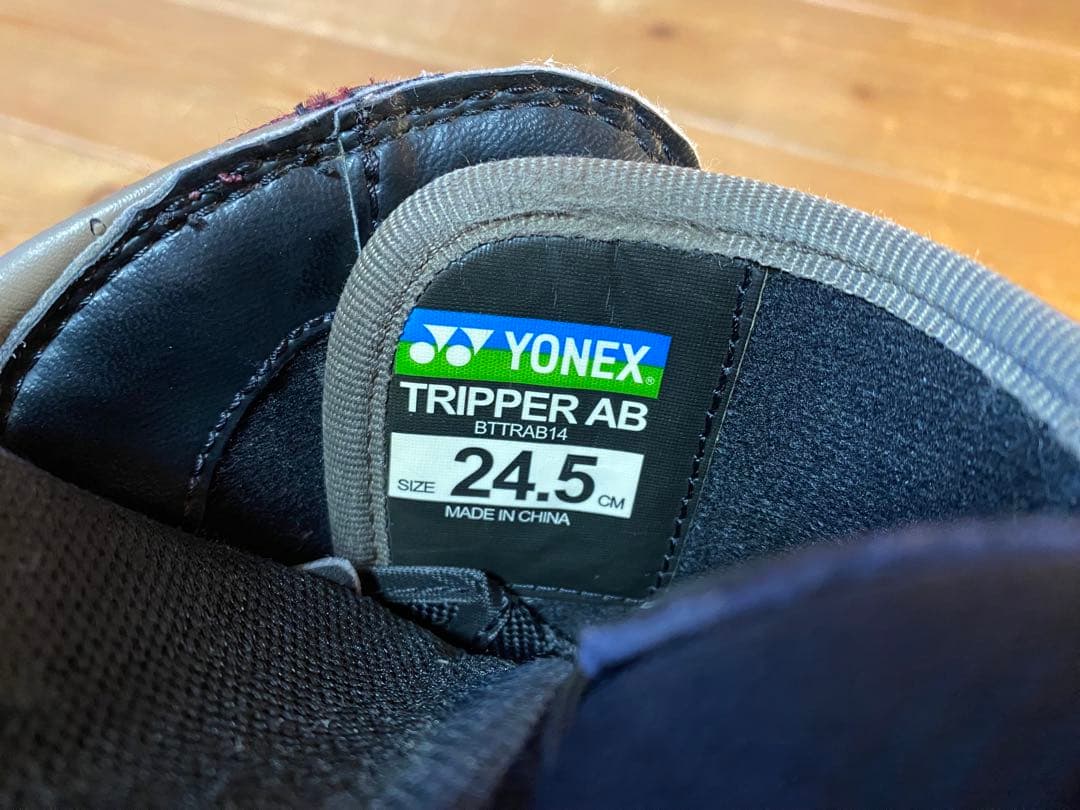 YONEX®
TRIPPER AB
BTTRAB14
SIZE 24.5 CM
MADE IN CHINA